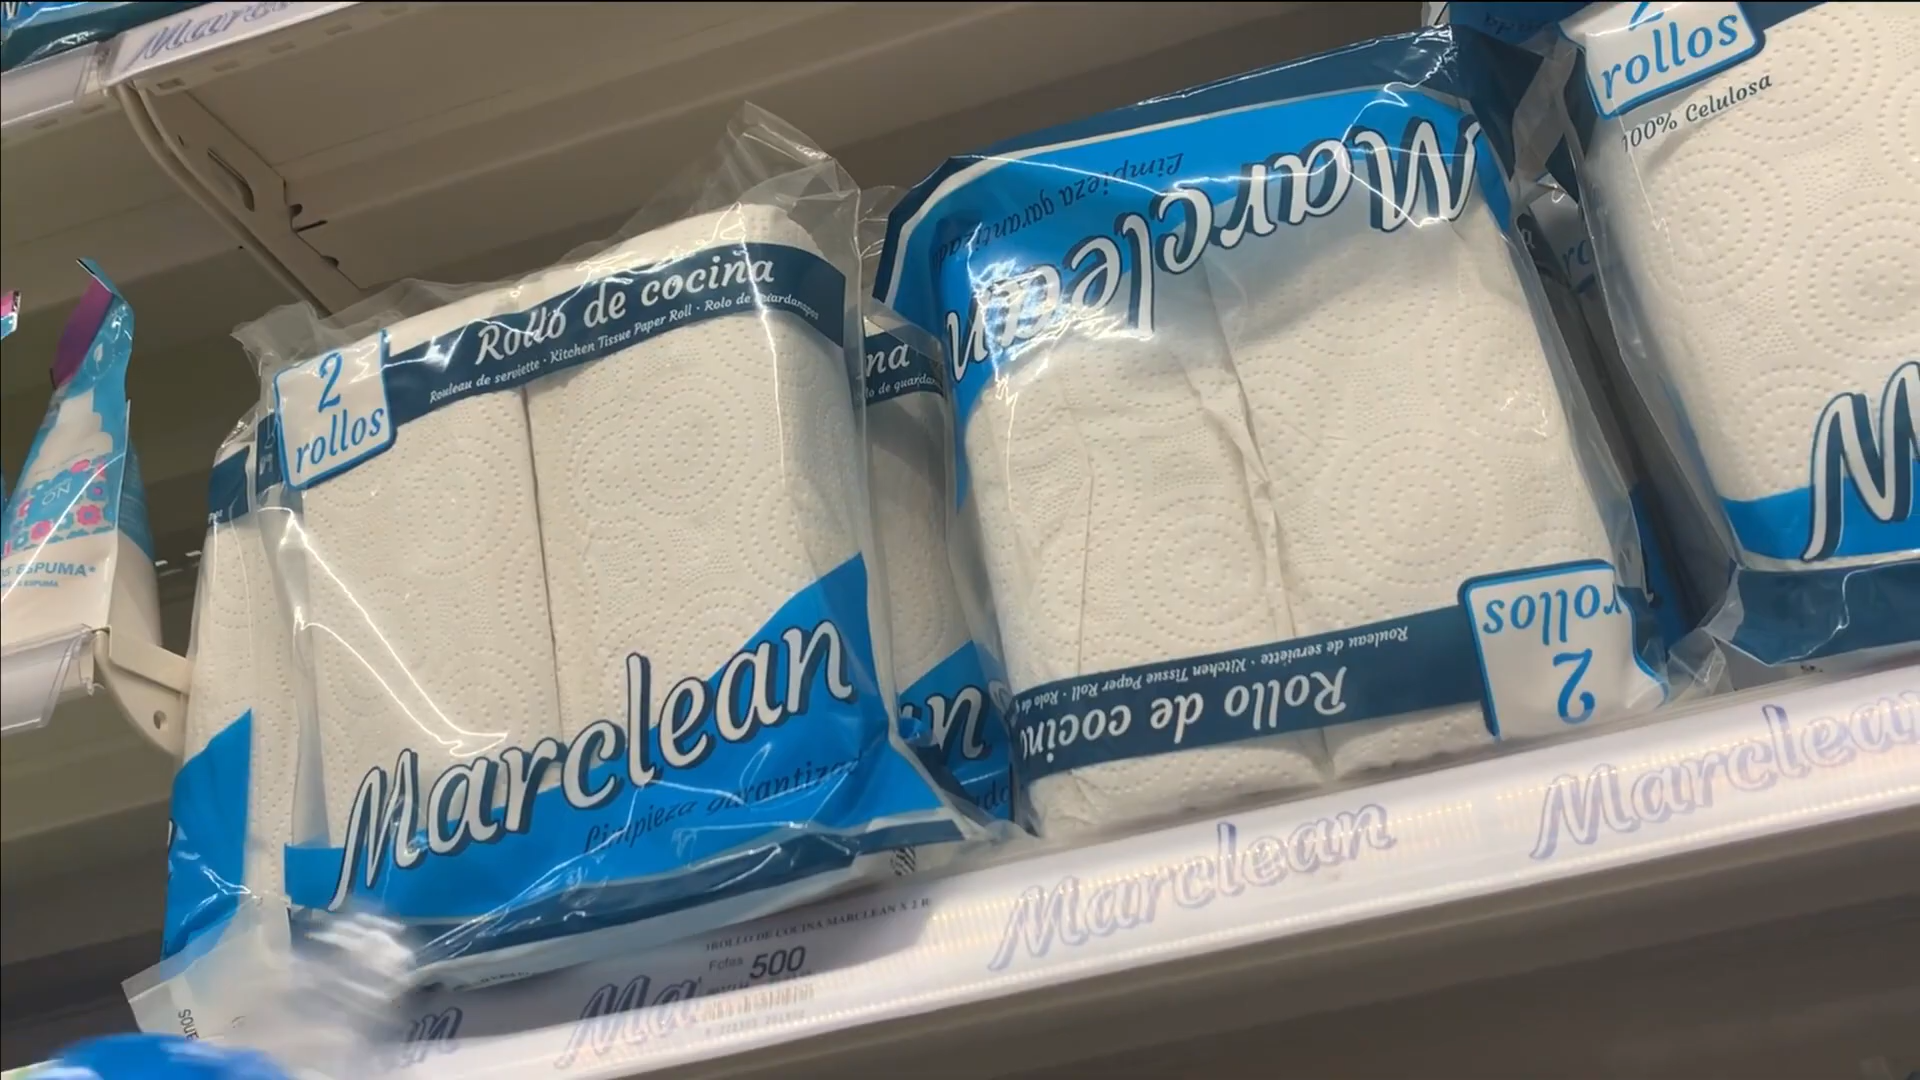 2
rollos
Rollo de cocina
Rouleau de serviette · Kitchen Tissue Paper Roll · Rolo de guardanapos
Marclean
Limpieza garantizada
na
Marclean
Limpieza garantizada
Rollo de cocina
Rouleau de serviette · Kitchen Tissue Paper Roll
2
rollos
2
rollos
100% Celulosa
M
ESPUMA
ROLLO DE COCINA MARCLEAN X 2 R
Fcfas 500
Marclean
Marclean